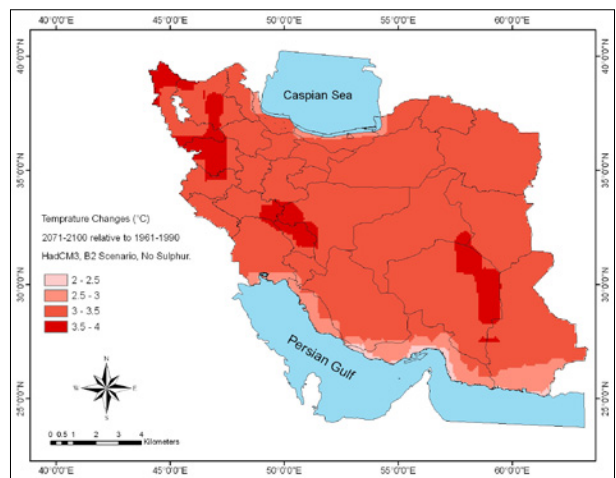 40°0'0"E 45°0'0"E 50°0'0"E 55°0'0"E 60°0'0"E
40°0'0"N
40°0'0"N
Caspian Sea
35°0'0"N
35°0'0"N
Temprature Changes (°C)
2071-2100 relative to 1961-1990
HadCM3, B2 Scenario, No Sulphur.
30°0'0"N
30°0'0"N
2 - 2.5
2.5 - 3
3 - 3.5
3.5 - 4
Persian Gulf
N
W E
S
25°0'0"N
25°0'0"N
0 0.5 1 2 3 4
Kilometers
40°0'0"E 45°0'0"E 50°0'0"E 55°0'0"E 60°0'0"E